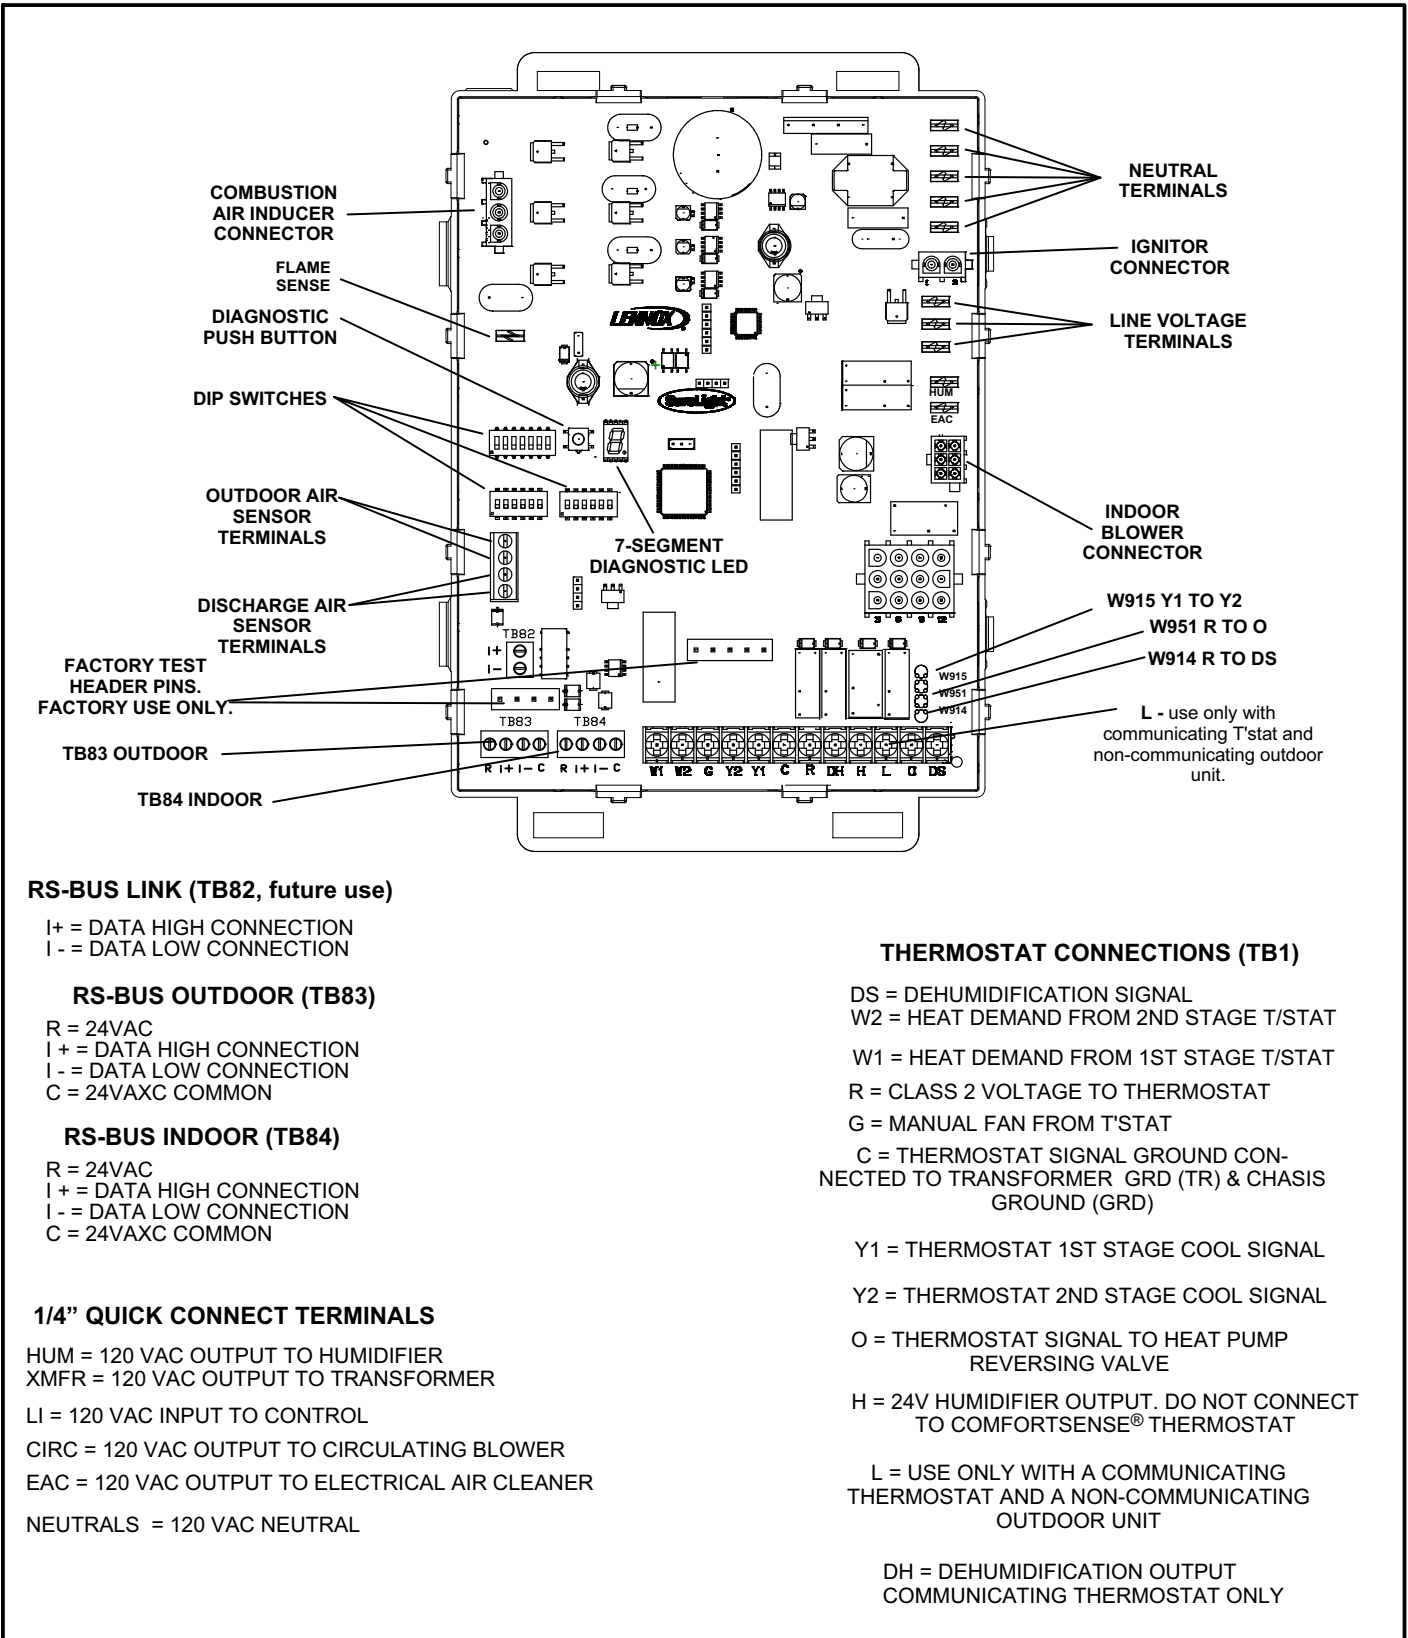 COMBUSTION
AIR INDUCER
CONNECTOR
FLAME
SENSE
DIAGNOSTIC
PUSH BUTTON
DIP SWITCHES
OUTDOOR AIR
SENSOR
TERMINALS
DISCHARGE AIR
SENSOR
TERMINALS
FACTORY TEST
HEADER PINS.
FACTORY USE ONLY.
TB83 OUTDOOR
TB84 INDOOR
LENNOX
SureLight
7-SEGMENT
DIAGNOSTIC LED
HUM
EAC
TB82
I+
I-
TB83
TB84
R I+ I- C
R I+ I- C
W915
W951
W914
W1 W2 G Y2 Y1 C R DH H L O DS
NEUTRAL
TERMINALS
IGNITOR
CONNECTOR
LINE VOLTAGE
TERMINALS
INDOOR
BLOWER
CONNECTOR
W915 Y1 TO Y2
W951 R TO O
W914 R TO DS
L - use only with
communicating T'stat and
non-communicating outdoor
unit.
RS-BUS LINK (TB82, future use)
I+ = DATA HIGH CONNECTION
I - = DATA LOW CONNECTION
RS-BUS OUTDOOR (TB83)
R = 24VAC
I + = DATA HIGH CONNECTION
I - = DATA LOW CONNECTION
C = 24VAXC COMMON
RS-BUS INDOOR (TB84)
R = 24VAC
I + = DATA HIGH CONNECTION
I - = DATA LOW CONNECTION
C = 24VAXC COMMON
1/4” QUICK CONNECT TERMINALS
HUM = 120 VAC OUTPUT TO HUMIDIFIER
XMFR = 120 VAC OUTPUT TO TRANSFORMER
LI = 120 VAC INPUT TO CONTROL
CIRC = 120 VAC OUTPUT TO CIRCULATING BLOWER
EAC = 120 VAC OUTPUT TO ELECTRICAL AIR CLEANER
NEUTRALS = 120 VAC NEUTRAL
THERMOSTAT CONNECTIONS (TB1)
DS = DEHUMIDIFICATION SIGNAL
W2 = HEAT DEMAND FROM 2ND STAGE T/STAT
W1 = HEAT DEMAND FROM 1ST STAGE T/STAT
R = CLASS 2 VOLTAGE TO THERMOSTAT
G = MANUAL FAN FROM T'STAT
C = THERMOSTAT SIGNAL GROUND CON-
NECTED TO TRANSFORMER GRD (TR) & CHASIS
GROUND (GRD)
Y1 = THERMOSTAT 1ST STAGE COOL SIGNAL
Y2 = THERMOSTAT 2ND STAGE COOL SIGNAL
O = THERMOSTAT SIGNAL TO HEAT PUMP
REVERSING VALVE
H = 24V HUMIDIFIER OUTPUT. DO NOT CONNECT
TO COMFORTSENSE® THERMOSTAT
L = USE ONLY WITH A COMMUNICATING
THERMOSTAT AND A NON-COMMUNICATING
OUTDOOR UNIT
DH = DEHUMIDIFICATION OUTPUT
COMMUNICATING THERMOSTAT ONLY